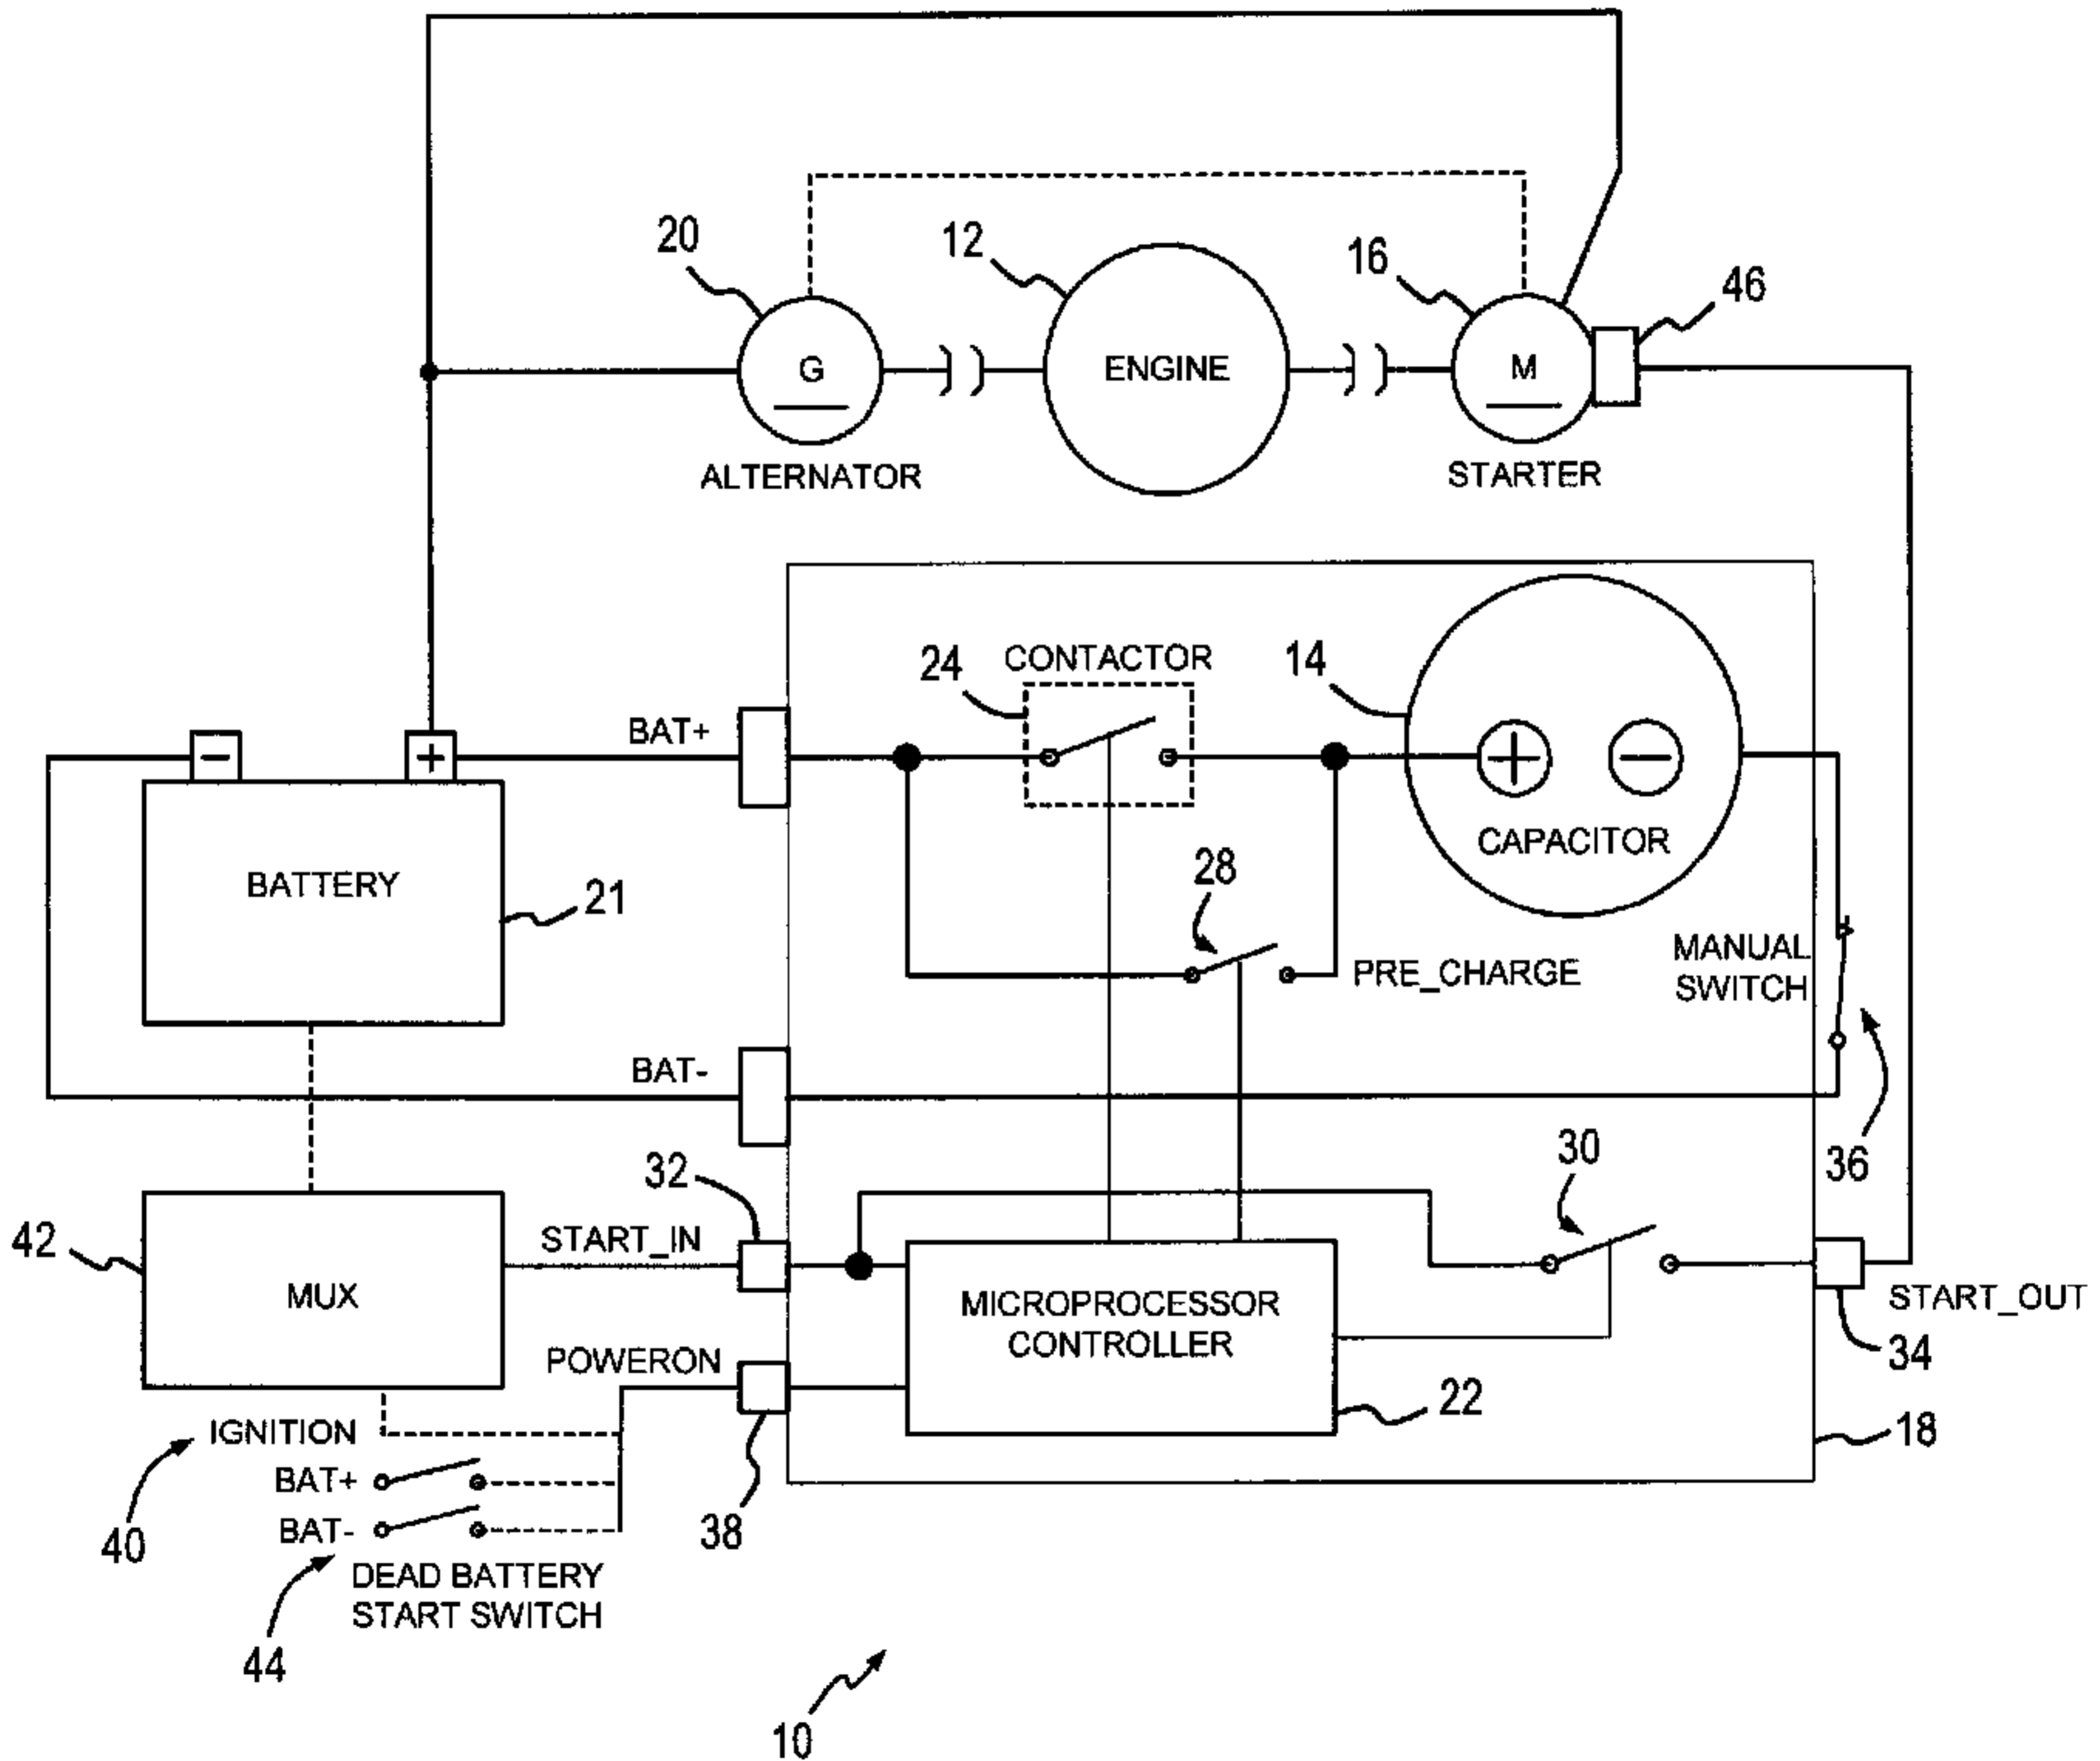 20
12
16
46
G
ENGINE
M
ALTERNATOR
STARTER
24
CONTACTOR
14
BAT+
-
+
+
-
CAPACITOR
BATTERY
21
28
PRE_CHARGE
MANUAL
SWITCH
BAT-
36
32
30
42
START_IN
MUX
MICROPROCESSOR
CONTROLLER
START_OUT
34
POWERON
22
18
IGNITION
BAT+
BAT-
40
38
DEAD BATTERY
START SWITCH
44
10